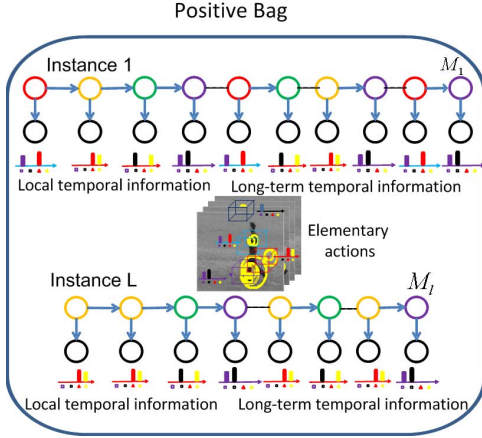 Positive Bag
Instance 1
M₁
Local temporal information
Long-term temporal information
Elementary
actions
Instance L
M_l
Local temporal information
Long-term temporal information